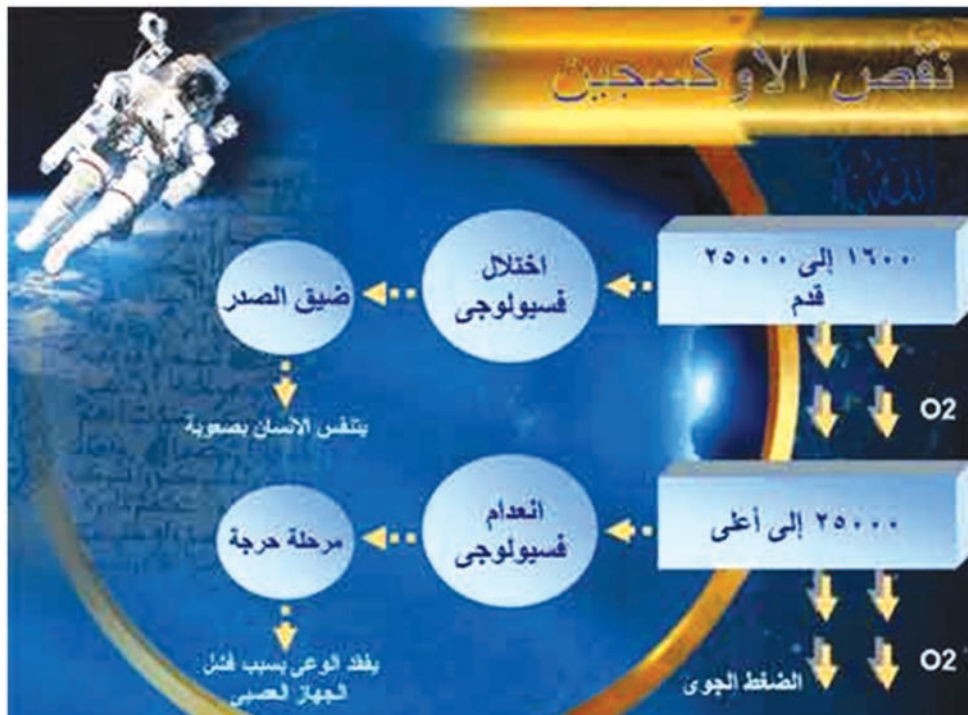 نقص الأوكسجين
الله
١٦٠٠ إلى ٢٥٠٠٠
قدم
اختلال
فسيولوجى
ضيق الصدر
يتنفس الانسان بصعوبة
O2
٢٥٠٠٠ إلى أعلى
انعدام
فسيولوجى
مرحلة حرجة
يفقد الوعى بسبب فشل
الجهاز العصبى
O2
الضغط الجوى